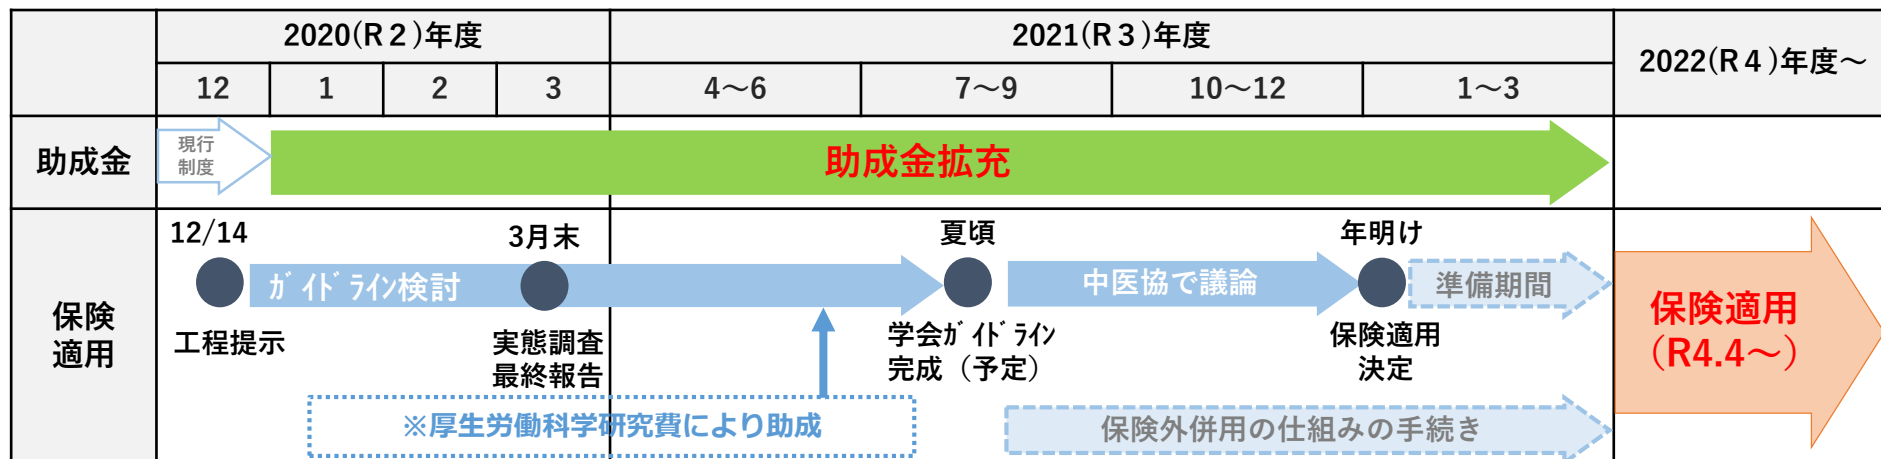 2020(R２)年度
2021(R３)年度
2022(R４)年度～
12
1
2
3
4～6
7～9
10～12
1～3
助成金
現行
制度
助成金拡充
保険
適用
12/14
3月末
夏頃
年明け
ｶﾞｲﾄﾞﾗｲﾝ検討
中医協で議論
準備期間
工程提示
実態調査
最終報告
学会ｶﾞｲﾄﾞﾗｲﾝ
完成（予定）
保険適用
決定
保険適用
（R4.4～）
※厚生労働科学研究費により助成
保険外併用の仕組みの手続き